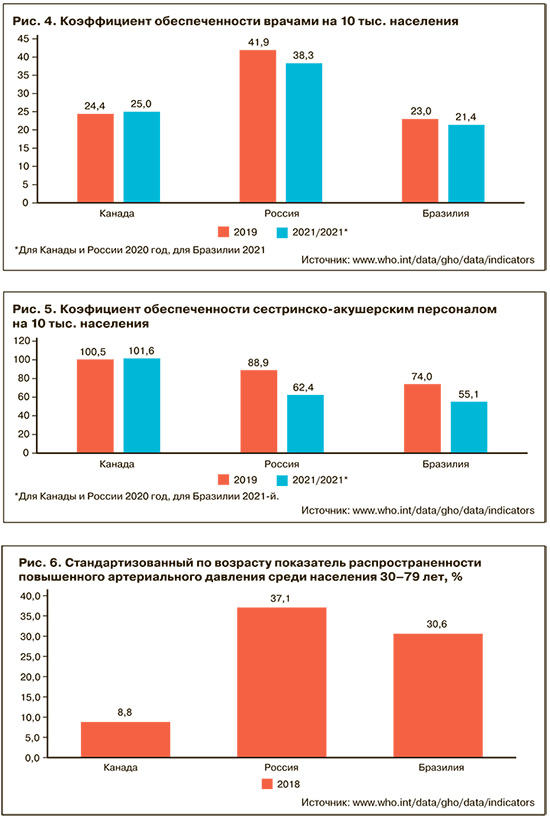 Рис. 4. Коэффициент обеспеченности врачами на 10 тыс. населения
45
40
35
30
25
20
15
10
5
0
24,4
25,0
41,9
38,3
23,0
21,4
Канада
Россия
Бразилия
2019
2021/2021*
*Для Канады и России 2020 год, для Бразилии 2021
Источник: www.who.int/data/gho/data/indicators
Рис. 5. Коэфициент обеспеченности сестринско-акушерским персоналом
на 10 тыс. населения
120
100
80
60
40
20
0
100,5
101,6
88,9
62,4
74,0
55,1
Канада
Россия
Бразилия
2019
2021/2021*
*Для Канады и России 2020 год, для Бразилии 2021-й.
Источник: www.who.int/data/gho/data/indicators
Рис. 6. Стандартизованный по возрасту показатель распространенности
повышенного артериального давления среди населения 30–79 лет, %
40,0
35,0
30,0
25,0
20,0
15,0
10,0
5,0
0,0
8,8
37,1
30,6
Канада
Россия
Бразилия
2018
Источник: www.who.int/data/gho/data/indicators